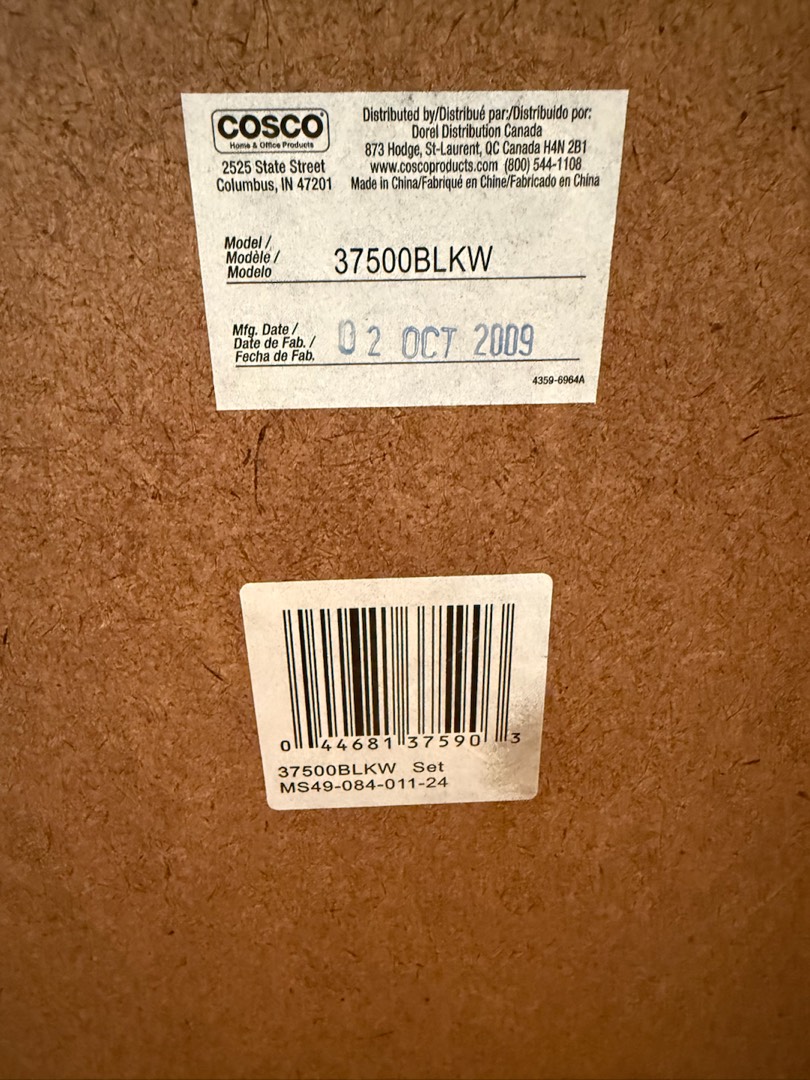 COSCO
Home & Office Products
2525 State Street
Columbus, IN 47201
Distributed by/Distribué par:/Distribuido por:
Dorel Distribution Canada
873 Hodge, St-Laurent, QC Canada H4N 2B1
www.coscoproducts.com (800) 544-1108
Made in China/Fabriqué en Chine/Fabricado en China
Model /
Modèle /
Modelo
37500BLKW
Mfg. Date /
Date de Fab. /
Fecha de Fab.
02 OCT 2009
4359-6964A
0 44681 37590 3
37500BLKW Set
MS49-084-011-24